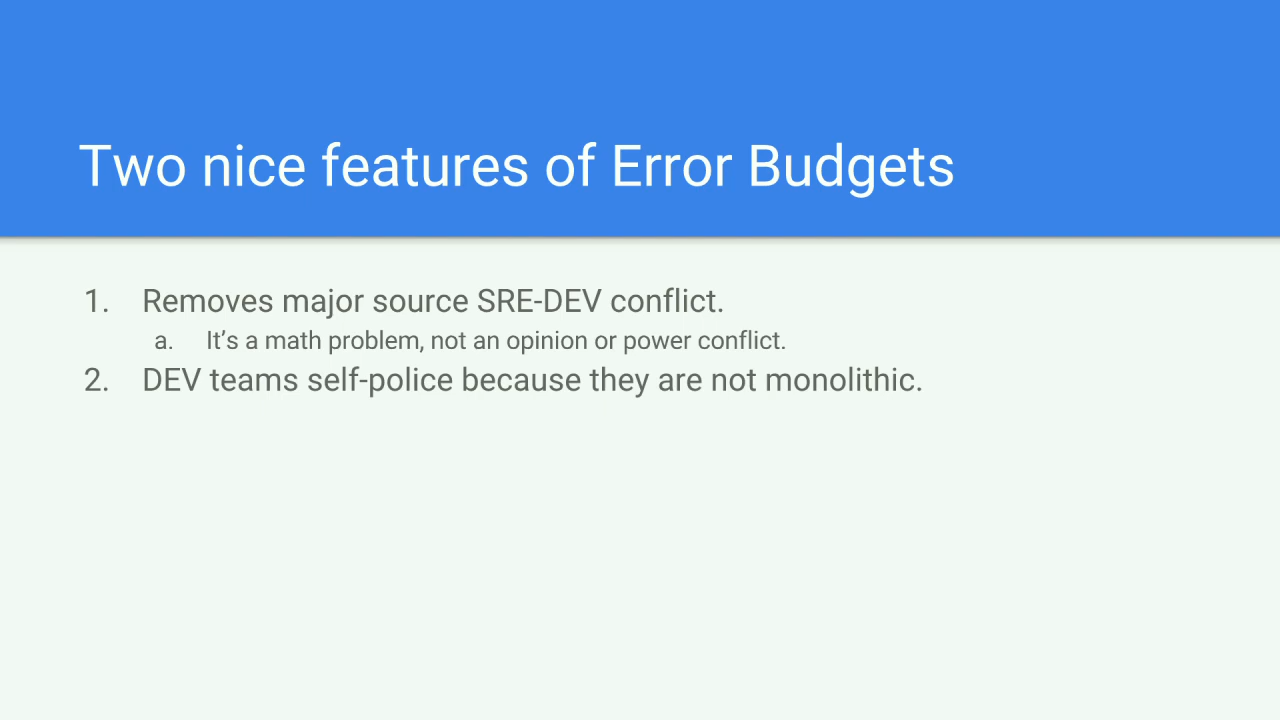 Two nice features of Error Budgets
1. Removes major source SRE-DEV conflict.
a. It’s a math problem, not an opinion or power conflict.
2. DEV teams self-police because they are not monolithic.